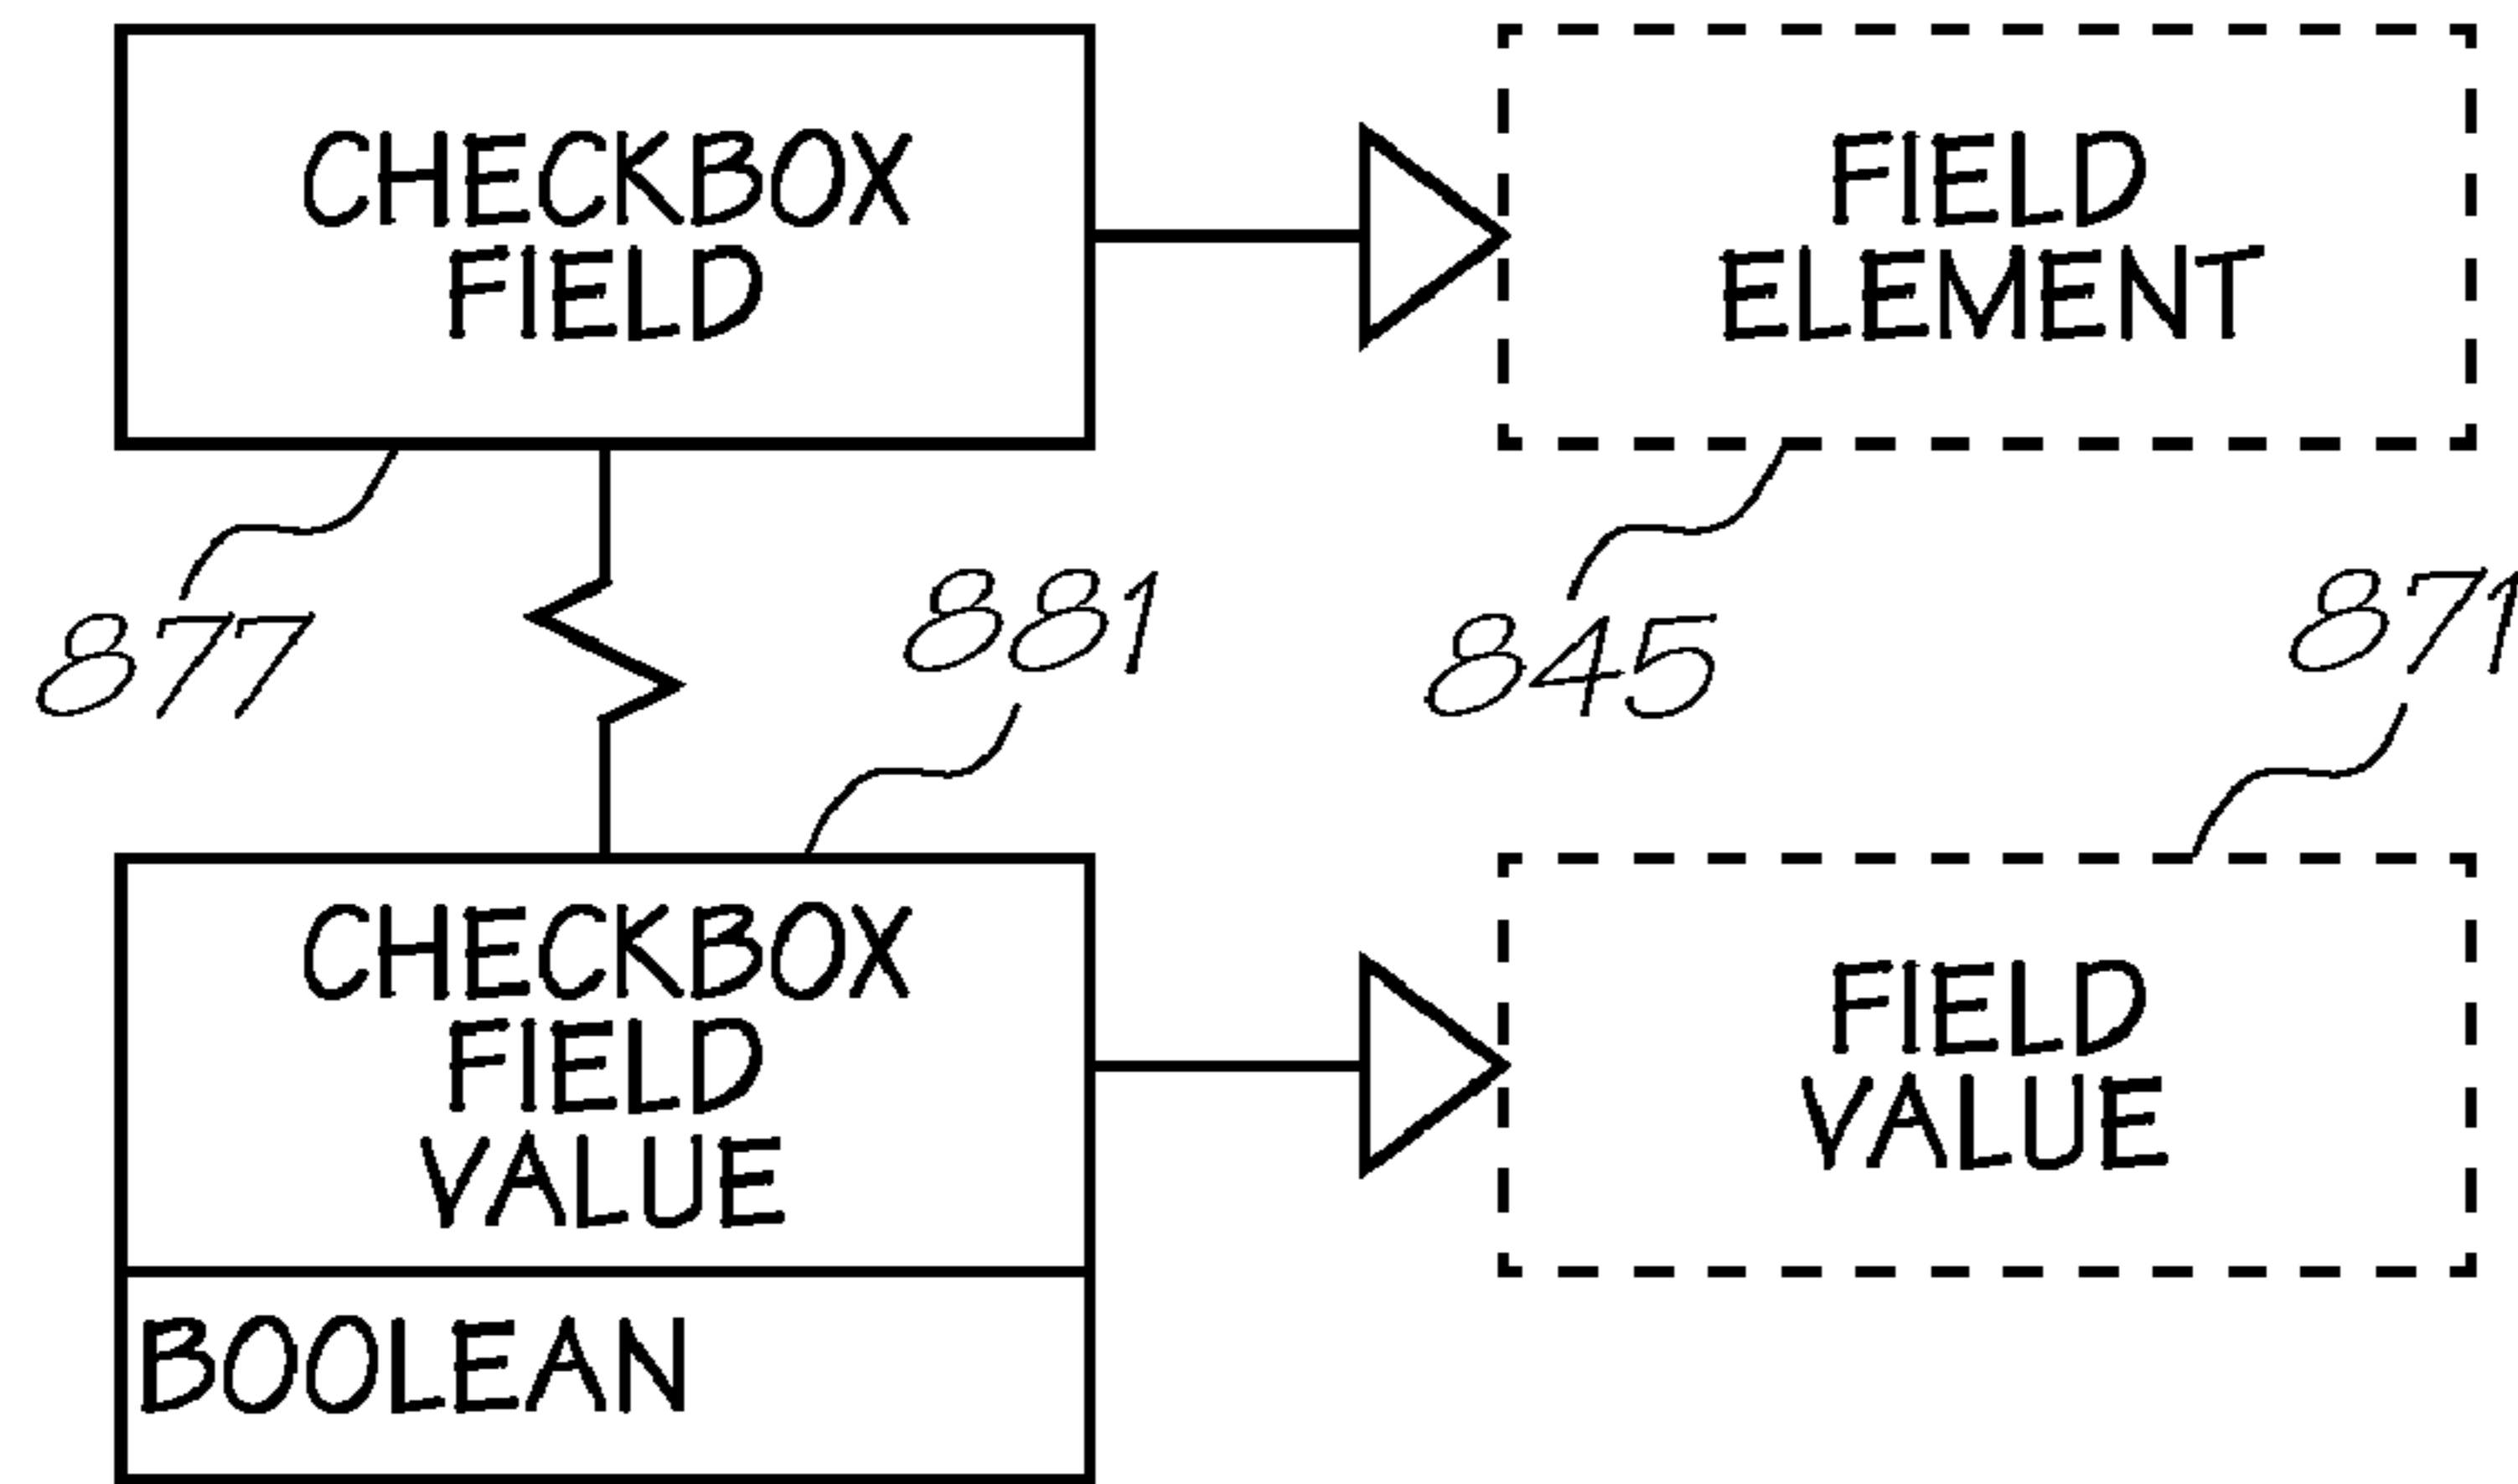 CHECKBOX
FIELD
FIELD
ELEMENT
877
881
845
871
CHECKBOX
FIELD
VALUE
FIELD
VALUE
BOOLEAN